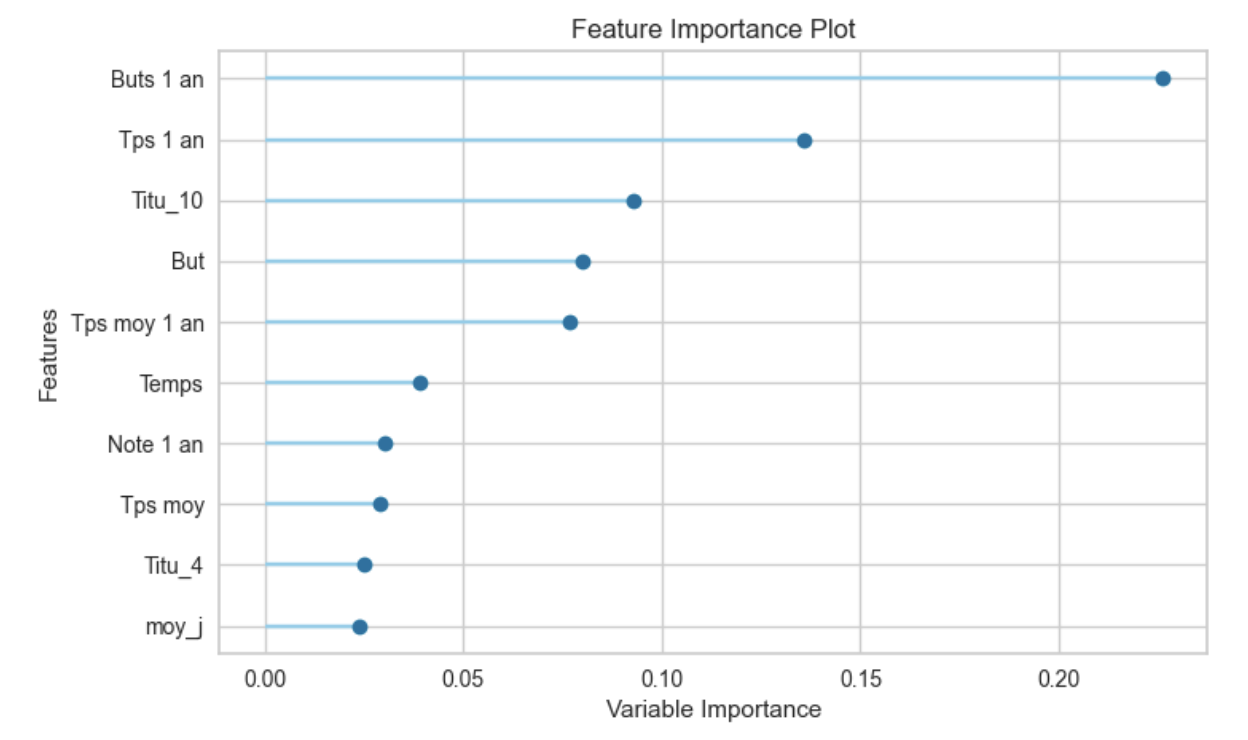 Feature Importance Plot
Buts 1 an
Tps 1 an
Titu_10
But
Tps moy 1 an
Temps
Note 1 an
Tps moy
Titu_4
moy_j
Features
0.00 0.05 0.10 0.15 0.20
Variable Importance